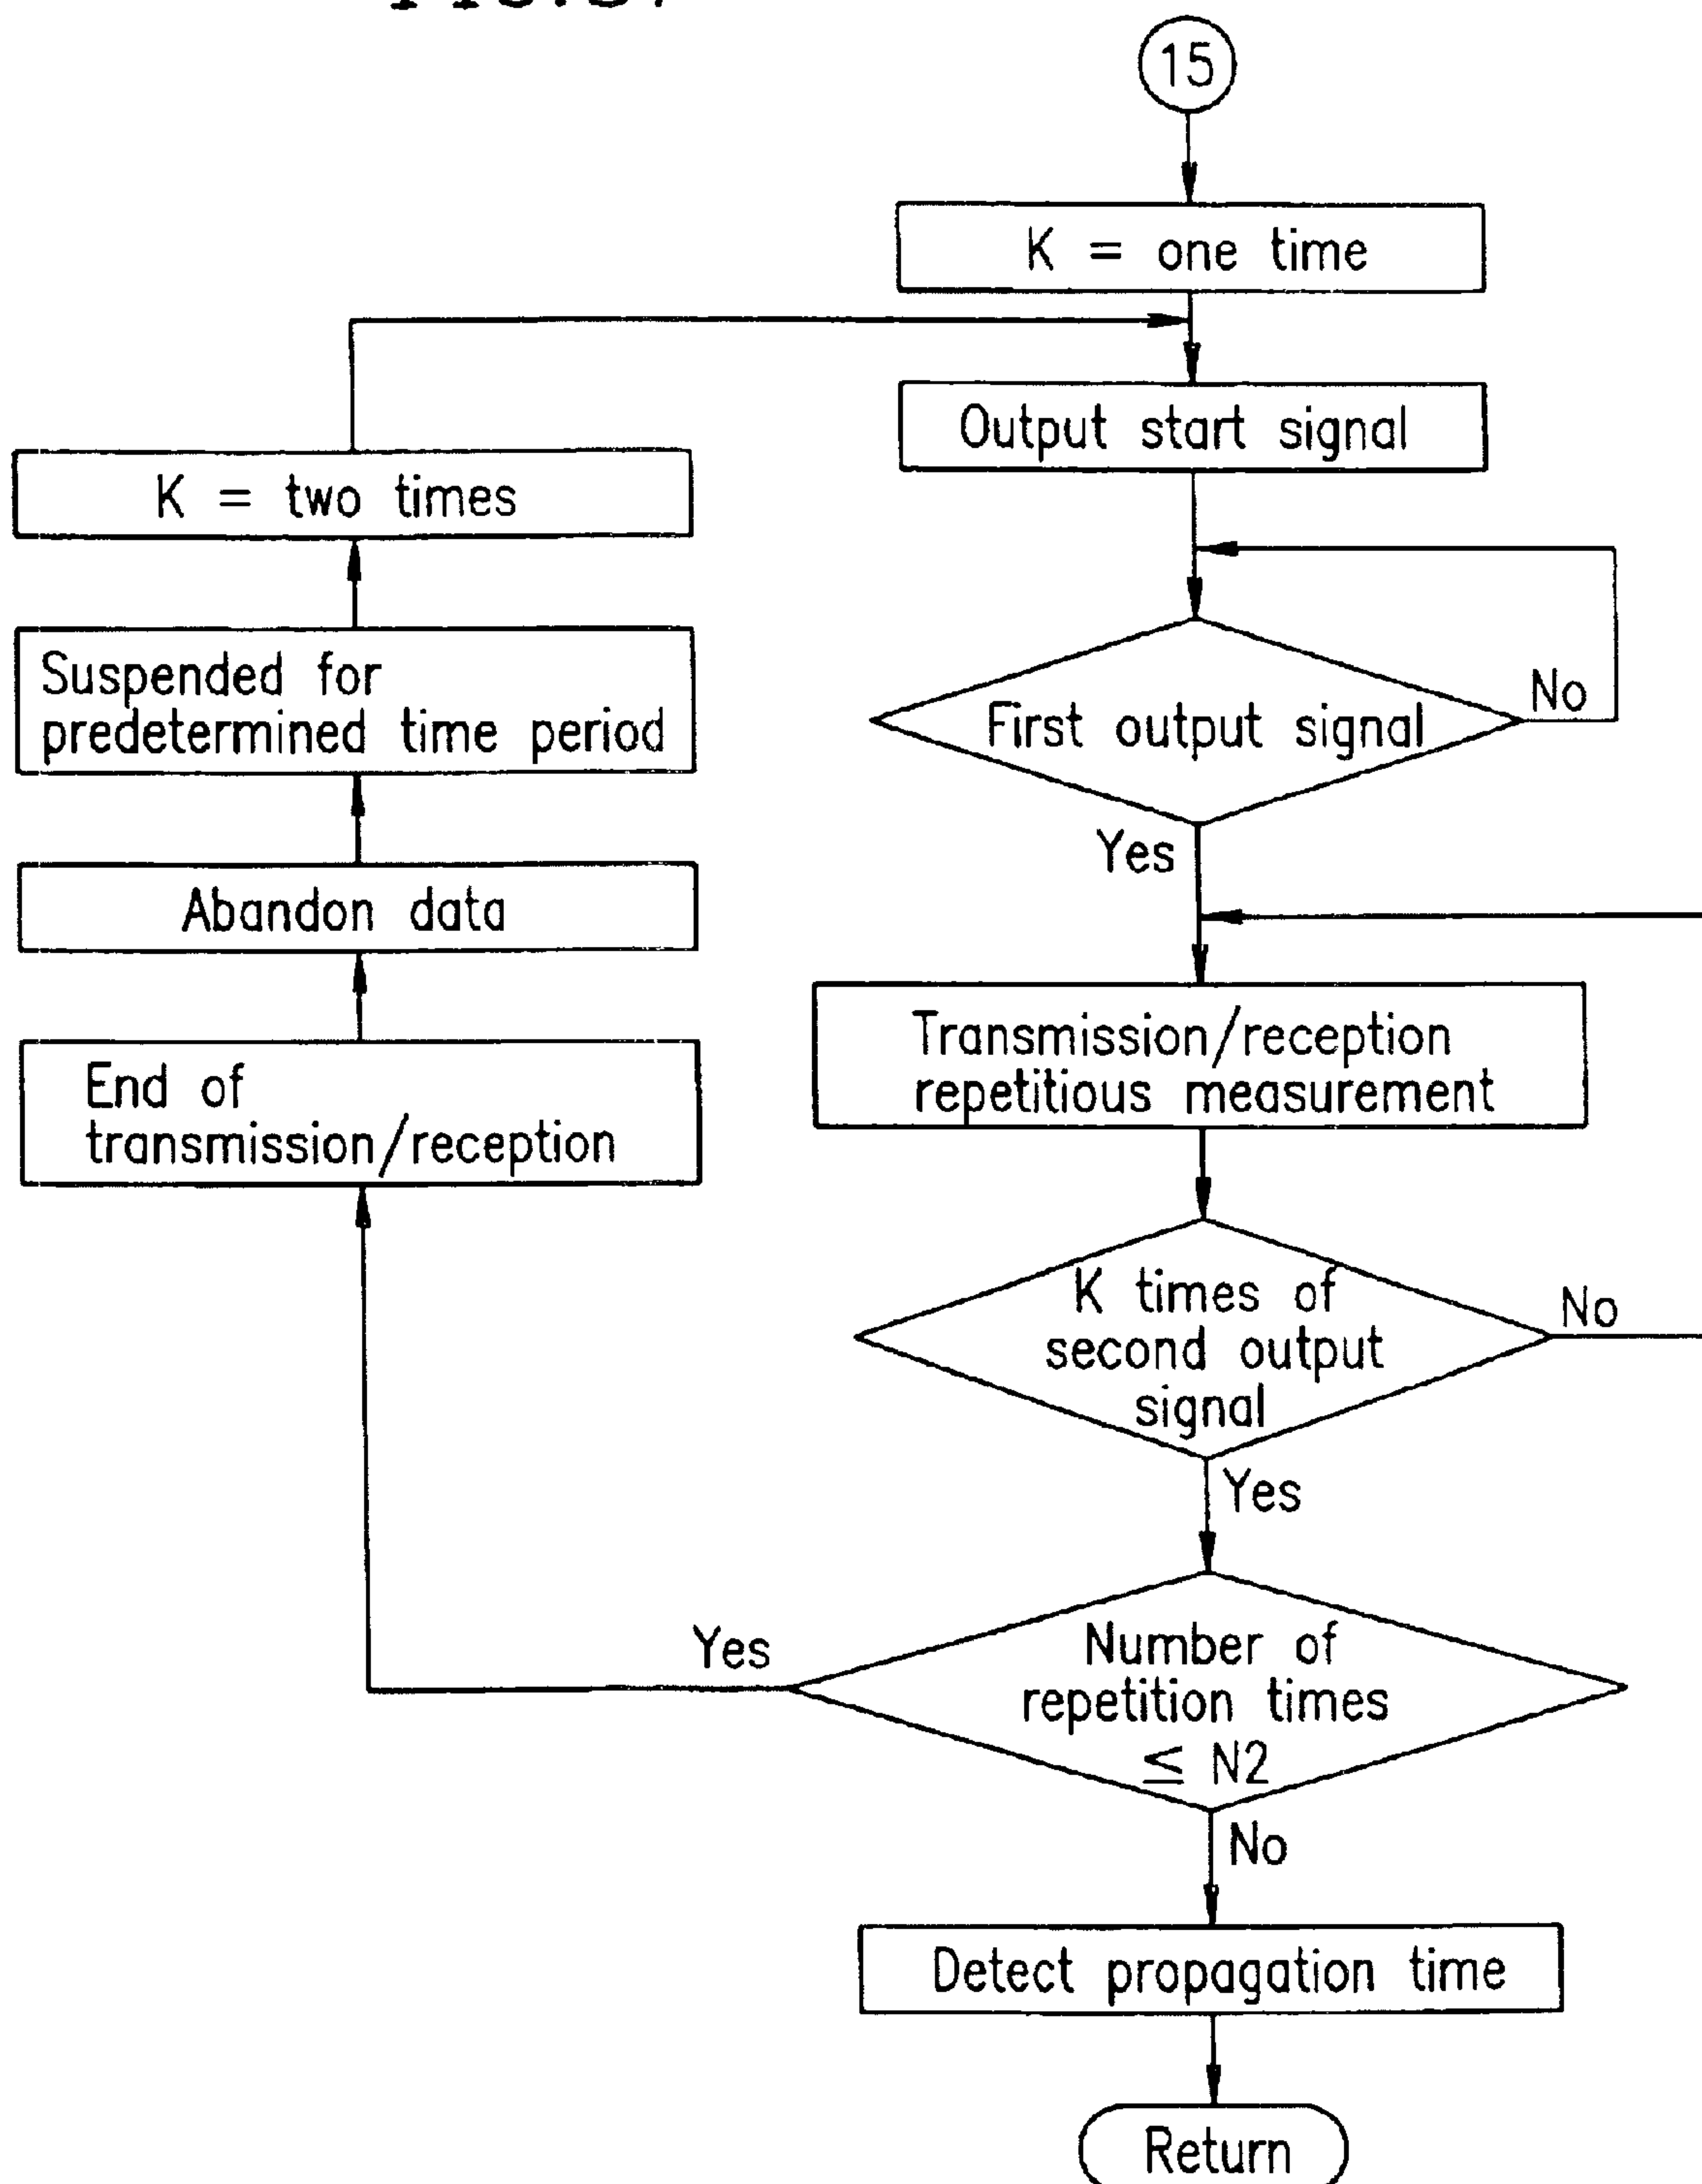 15
K = one time
Output start signal
K = two times
Suspended for
predetermined time period
First output signal
No
Yes
Abandon data
Transmission/reception
repetitious measurement
End of
transmission/reception
K times of
second output
signal
No
Yes
Number of
repetition times
≤ N2
Yes
No
Detect propagation time
Return